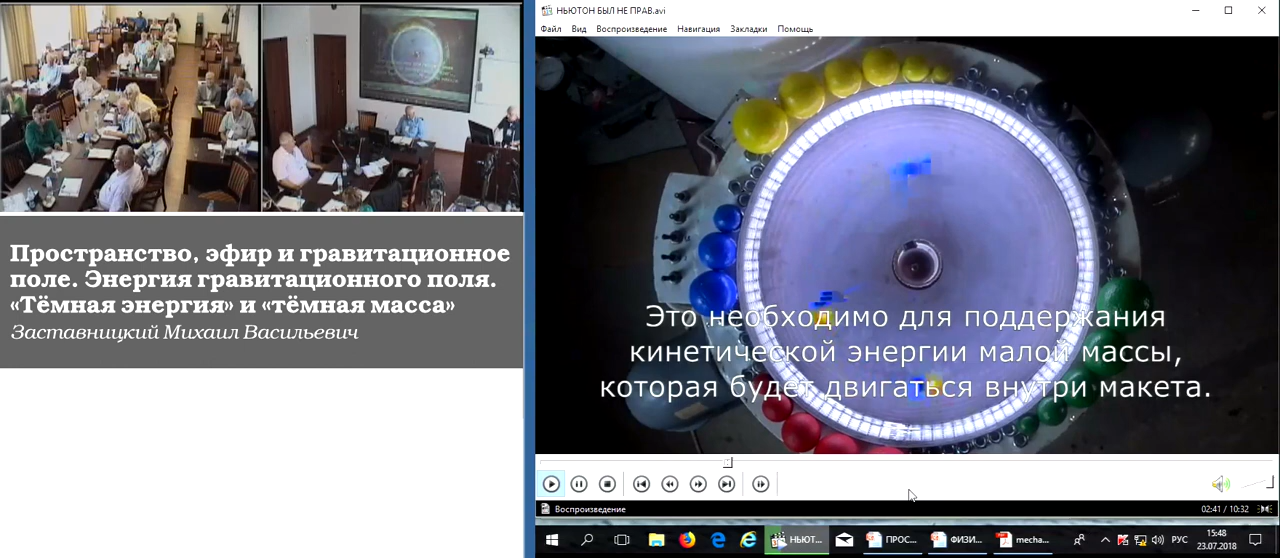 Пространство, эфир и гравитационное
поле. Энергия гравитационного поля.
«Тёмная энергия» и «тёмная масса»
Заставницкий Михаил Васильевич
НЬЮТОН БЫЛ НЕ ПРАВ.avi
Файл Вид Воспроизведение Навигация Закладки Помощь
Это необходимо для поддержания
кинетической энергии малой массы,
которая будет двигаться внутри макета.
Воспроизведение
02:41 / 10:32
НЬЮТ... ПРОС... ФИЗИ... mecha...
РУС
15:48
23.07.2018